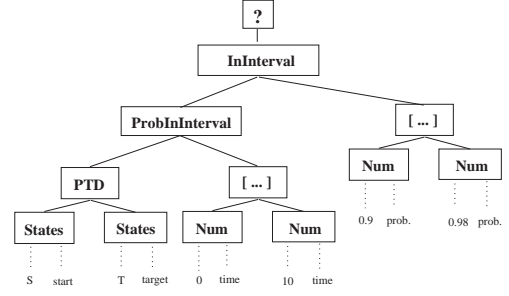 ?
InInterval
ProbInInterval
[ ... ]
PTD
[ ... ]
Num
Num
States
States
Num
Num
0.9 prob. 0.98 prob.
S start T target 0 time 10 time